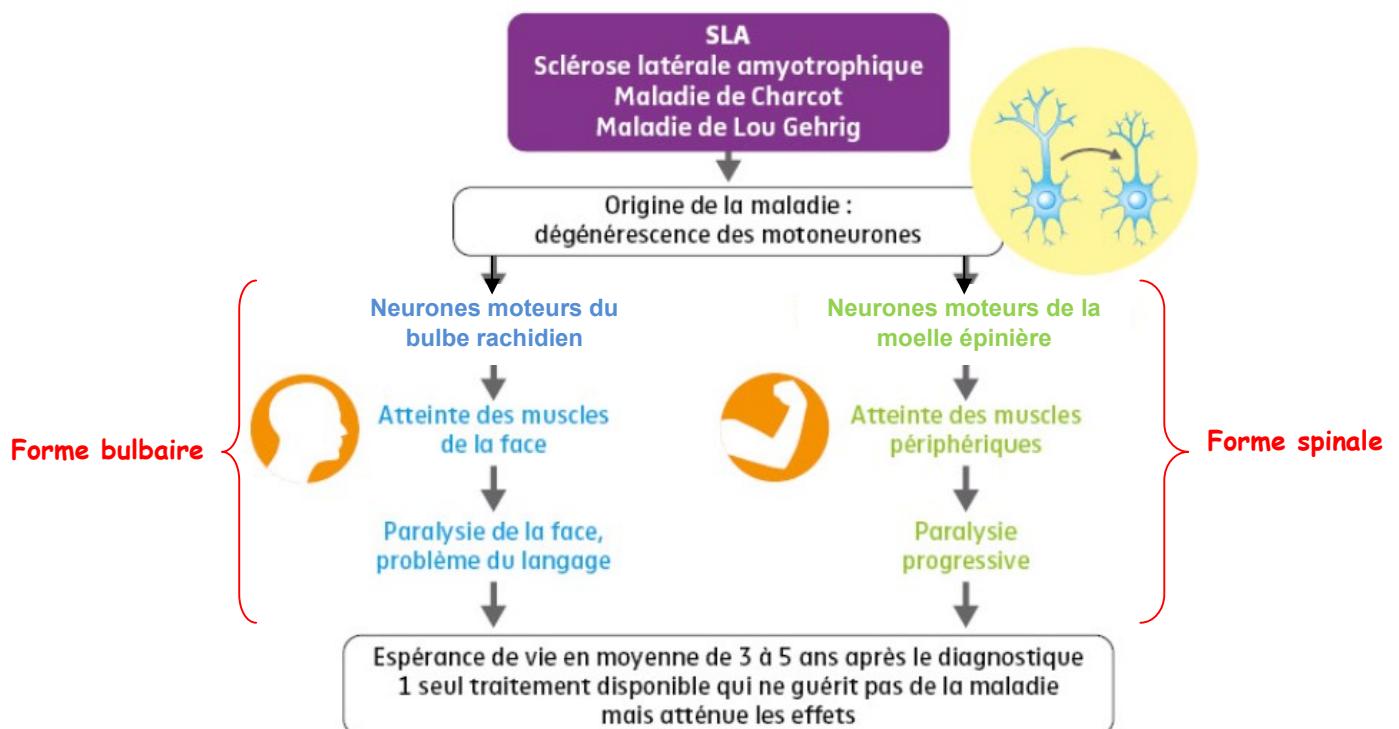 SLA
Sclérose latérale amyotrophique
Maladie de Charcot
Maladie de Lou Gehrig
Origine de la maladie :
dégénérescence des motoneurones
Neurones moteurs du
bulbe rachidien
Neurones moteurs de la
moelle épinière
Atteinte des muscles
de la face
Atteinte des muscles
périphériques
Forme bulbaire
Forme spinale
Paralysie de la face,
problème du langage
Paralysie
progressive
Espérance de vie en moyenne de 3 à 5 ans après le diagnostique
1 seul traitement disponible qui ne guérit pas de la maladie
mais atténue les effets